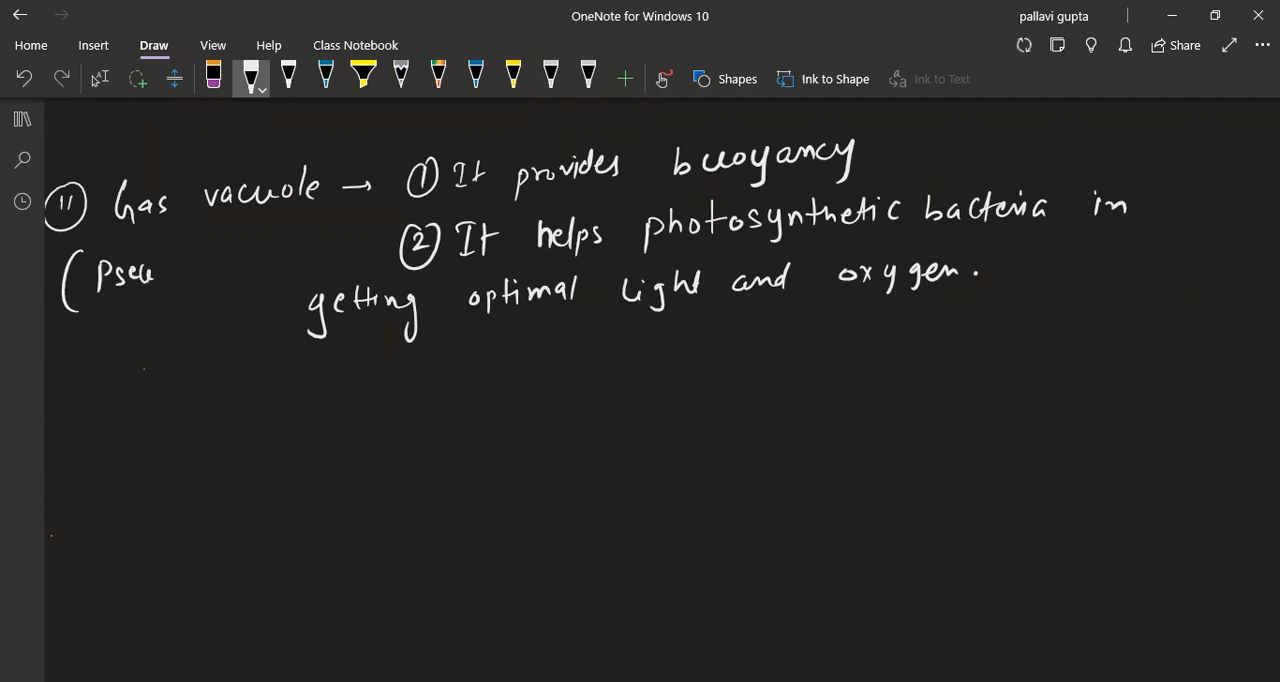 OneNote for Windows 10
pallavi gupta
Home Insert Draw View Help Class Notebook
Share
Shapes Ink to Shape Ink to Text
11 Gas vacuole → 1 It provides buoyancy
2 It helps photosynthetic bacteria in
(Pseu
getting optimal light and oxygen.